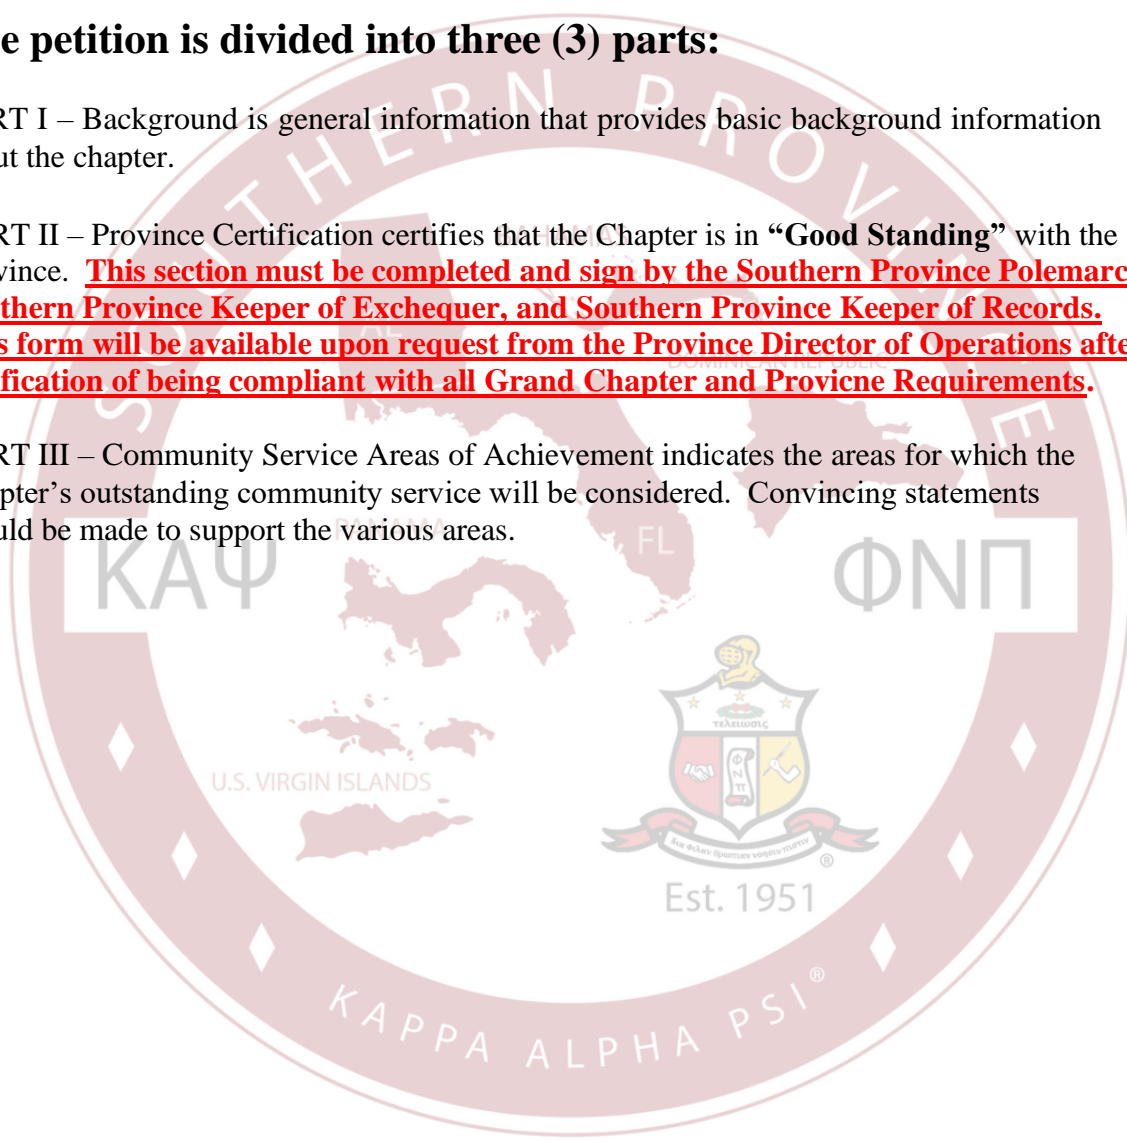 e petition is divided into three (3) parts:
RT I – Background is general information that provides basic background information
ut the chapter.
RT II – Province Certification certifies that the Chapter is in “Good Standing” with the
vince. This section must be completed and sign by the Southern Province Polemarc
thern Province Keeper of Exchequer, and Southern Province Keeper of Records.
s form will be available upon request from the Province Director of Operations afte
ification of being compliant with all Grand Chapter and Provicne Requirements.
RT III – Community Service Areas of Achievement indicates the areas for which the
pter’s outstanding community service will be considered. Convincing statements
uld be made to support the various areas.
SOUTHERN PROVINCE
AL
DOMINICAN REPUBLIC
PANAMA
FL
ΚΑΨ
ΦΝΠ
τελειωσις
Φ
Ν
Π
U.S. VIRGIN ISLANDS
®
Est. 1951
KAPPA ALPHA PSI®